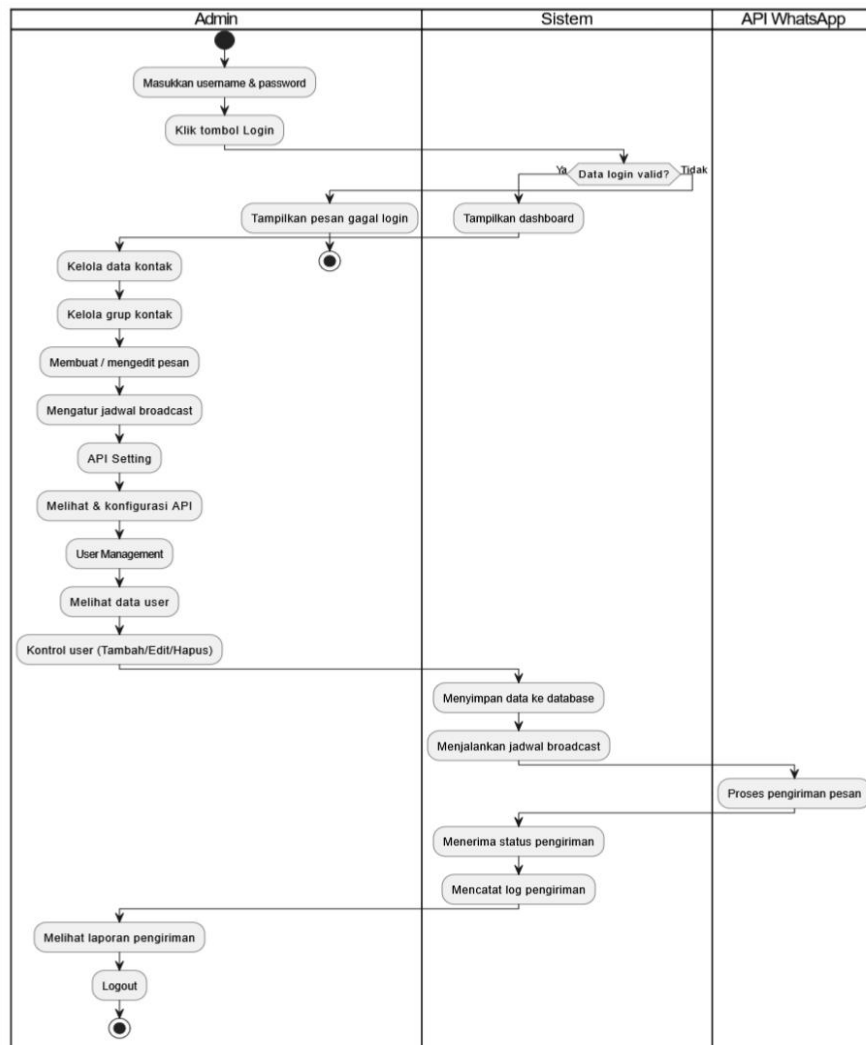 Admin
Sistem
API WhatsApp
Masukkan username & password
Klik tombol Login
Ya
Data login valid?
Tidak
Tampilkan pesan gagal login
Tampilkan dashboard
Kelola data kontak
Kelola grup kontak
Membuat / mengedit pesan
Mengatur jadwal broadcast
API Setting
Melihat & konfigurasi API
User Management
Melihat data user
Kontrol user (Tambah/Edit/Hapus)
Menyimpan data ke database
Menjalankan jadwal broadcast
Proses pengiriman pesan
Menerima status pengiriman
Mencatat log pengiriman
Melihat laporan pengiriman
Logout